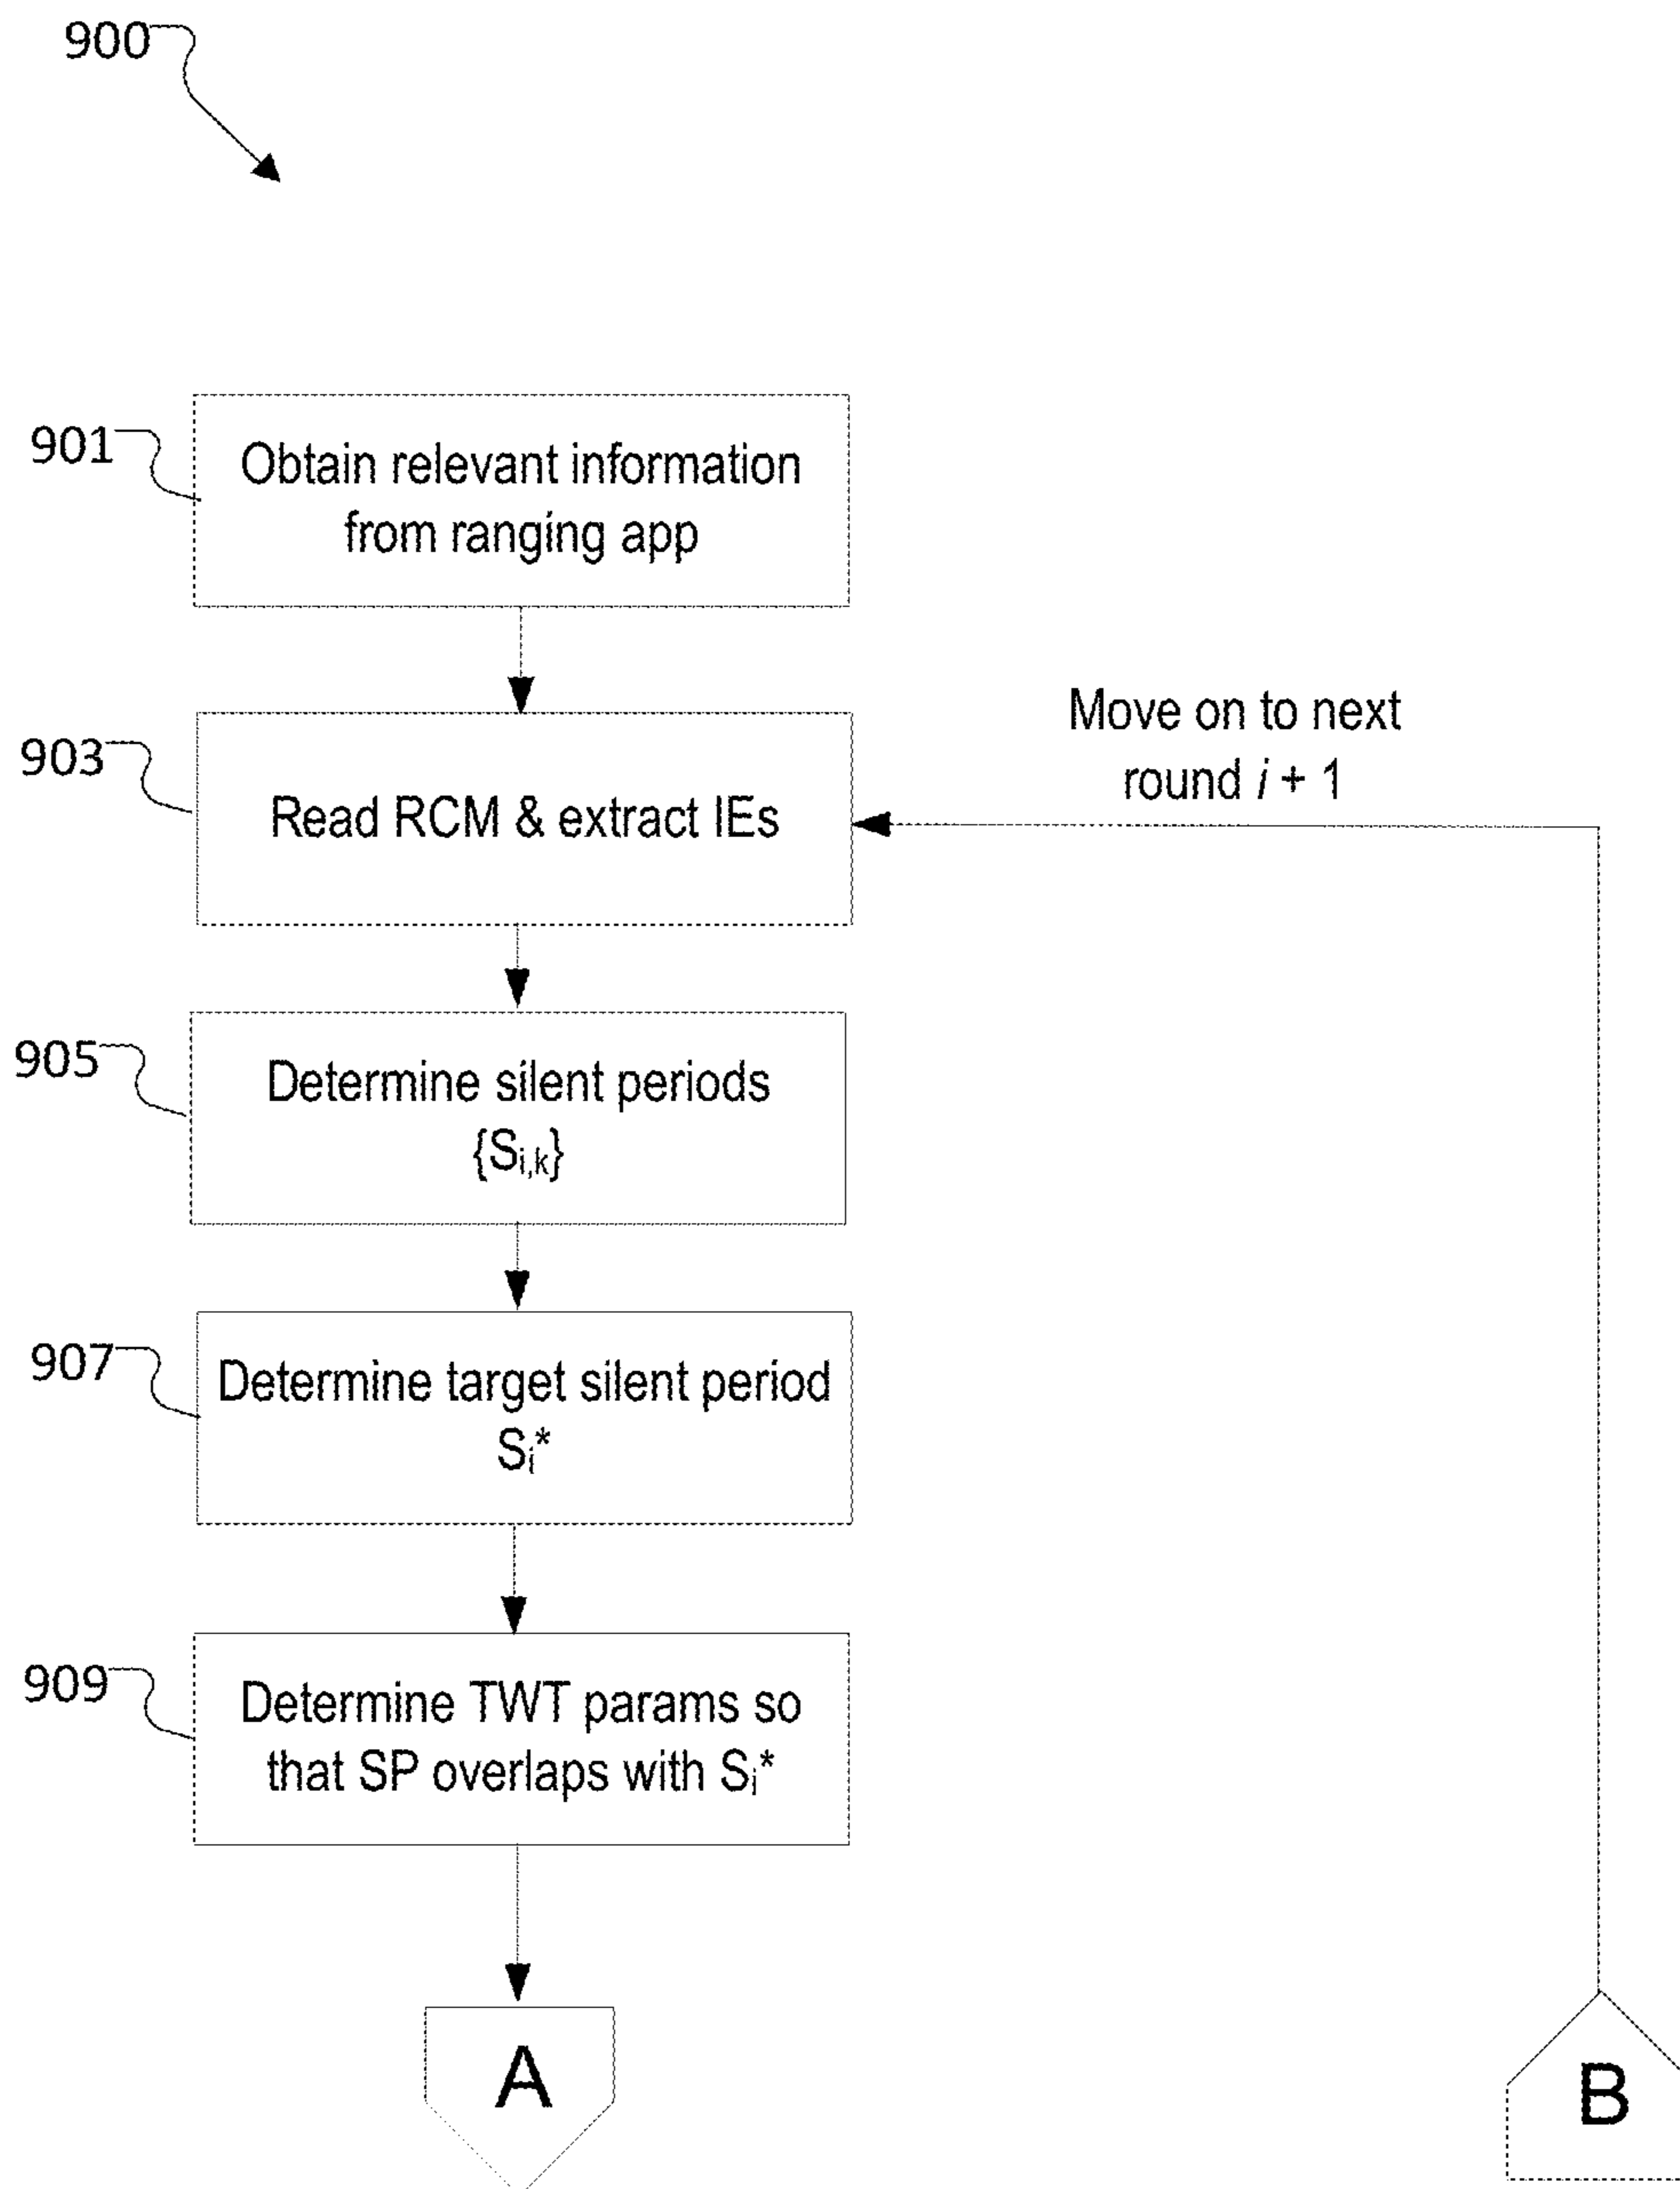 900
901
Obtain relevant information
from ranging app
Move on to next
round i + 1
903
Read RCM & extract IEs
905
Determine silent periods
{Si,k}
907
Determine target silent period
Si*
909
Determine TWT params so
that SP overlaps with Si*
A
B